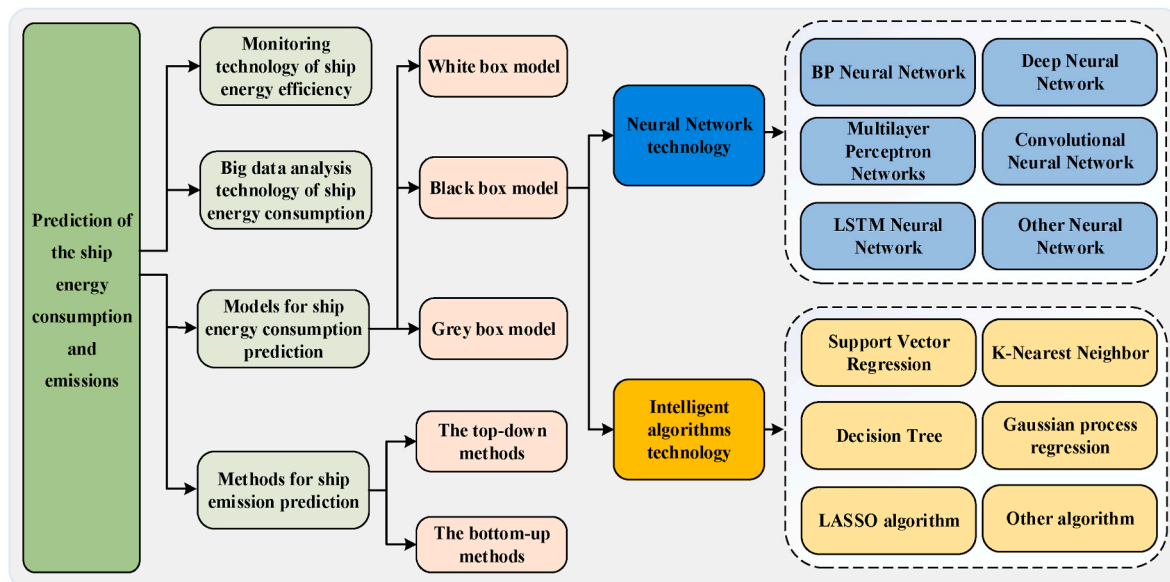 Prediction of
the ship
energy
consumption
and
emissions
Monitoring
technology of ship
energy efficiency
Big data analysis
technology of ship
energy consumption
Models for ship
energy consumption
prediction
Methods for ship
emission prediction
White box model
Black box model
Grey box model
The top-down
methods
The bottom-up
methods
Neural Network
technology
Intelligent
algorithms
technology
BP Neural Network
Deep Neural
Network
Multilayer
Perceptron
Networks
Convolutional
Neural Network
LSTM Neural
Network
Other Neural
Network
Support Vector
Regression
K-Nearest Neighbor
Decision Tree
Gaussian process
regression
LASSO algorithm
Other algorithm